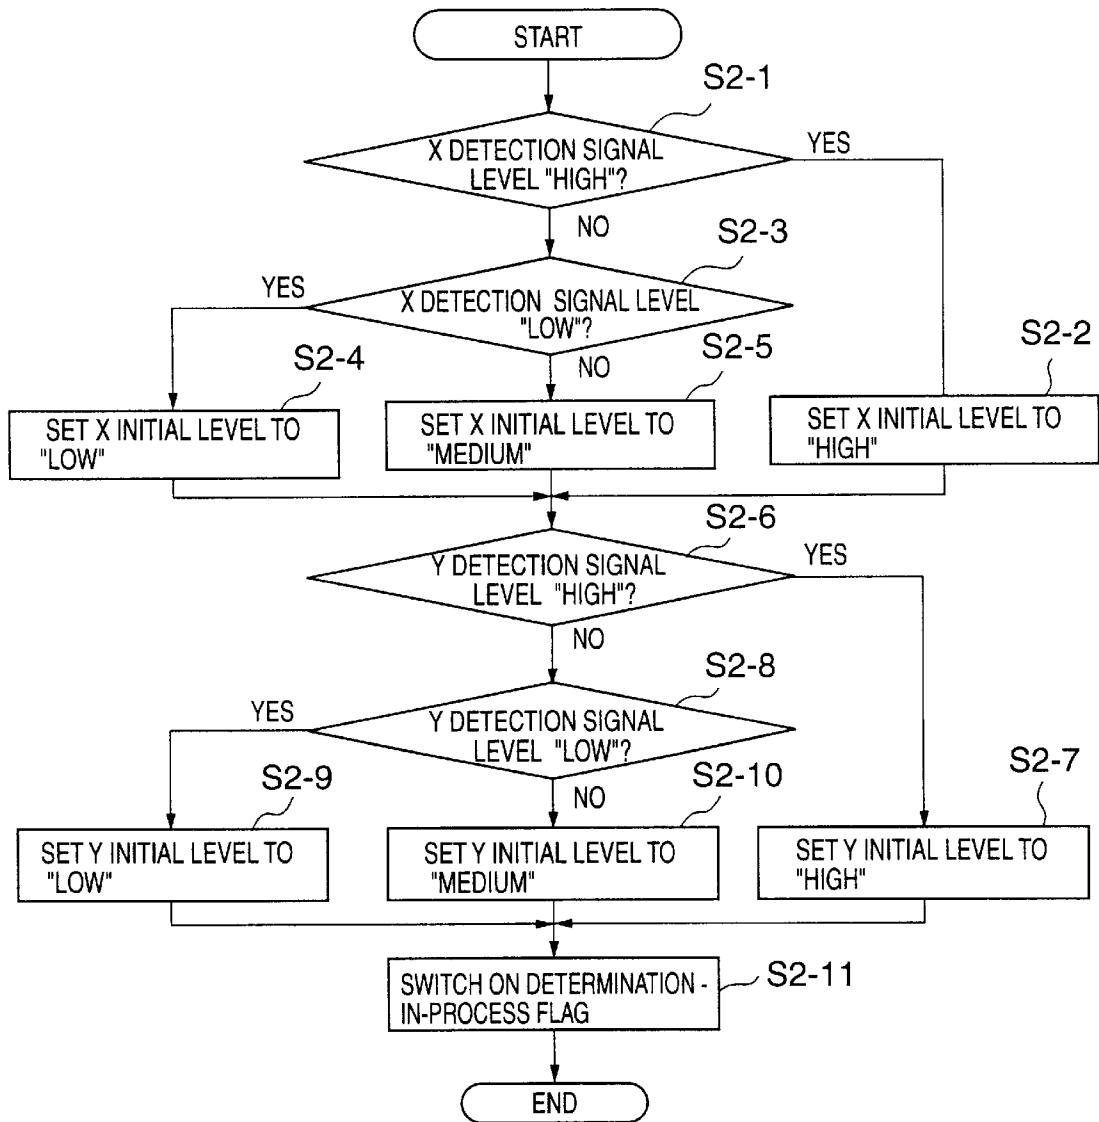 START
S2-1
X DETECTION SIGNAL
LEVEL "HIGH"?
YES
NO
S2-3
YES
X DETECTION SIGNAL LEVEL
"LOW"?
NO
S2-4
S2-5
S2-2
SET X INITIAL LEVEL TO
"LOW"
SET X INITIAL LEVEL TO
"MEDIUM"
SET X INITIAL LEVEL TO
"HIGH"
S2-6
Y DETECTION SIGNAL
LEVEL "HIGH"?
YES
NO
S2-8
YES
Y DETECTION SIGNAL
LEVEL "LOW"?
NO
S2-9
S2-10
S2-7
SET Y INITIAL LEVEL TO
"LOW"
SET Y INITIAL LEVEL TO
"MEDIUM"
SET Y INITIAL LEVEL TO
"HIGH"
SWITCH ON DETERMINATION -
IN-PROCESS FLAG
S2-11
END